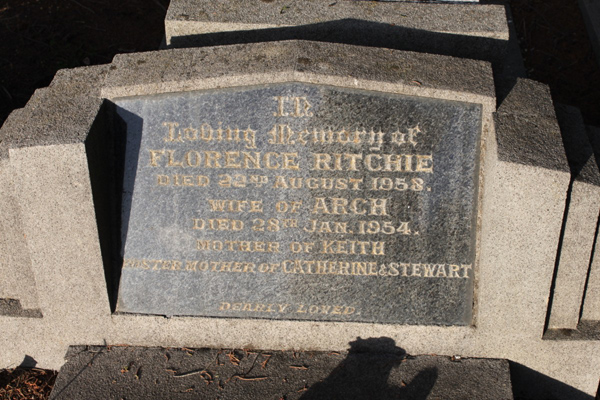 IN
Loving Memory of
FLORENCE RITCHIE
DIED 22ND AUGUST 1958.
WIFE OF ARCH
DIED 28TH JAN. 1954.
MOTHER OF KEITH
FOSTER MOTHER OF CATHERINE & STEWART
DEARLY LOVED.